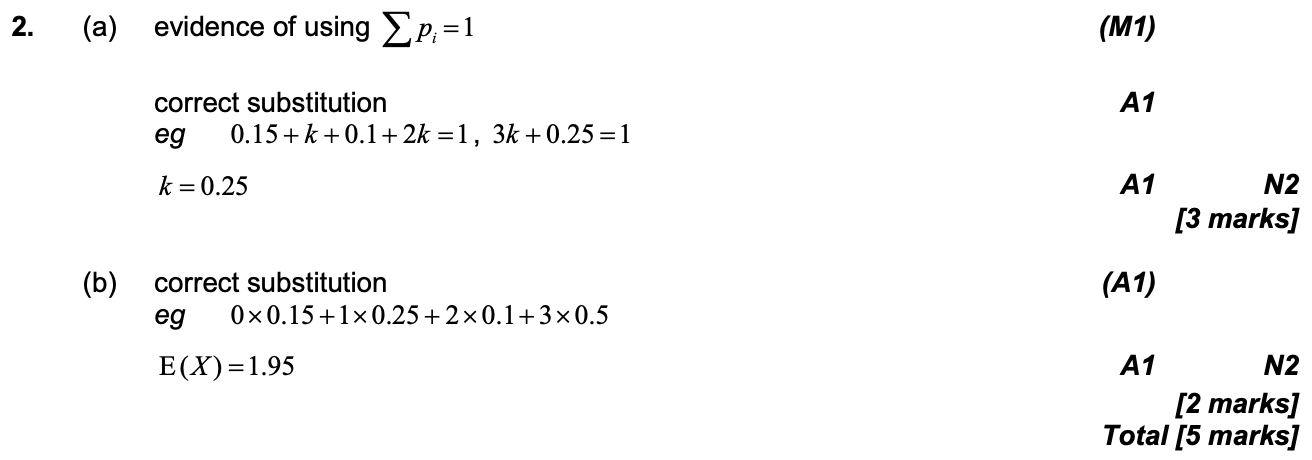 2. (a) evidence of using ∑ pᵢ = 1 (M1)
correct substitution A1
eg 0.15 + k + 0.1 + 2k = 1, 3k + 0.25 = 1
k = 0.25 A1 N2
[3 marks]
(b) correct substitution (A1)
eg 0 × 0.15 + 1 × 0.25 + 2 × 0.1 + 3 × 0.5
E(X) = 1.95 A1 N2
[2 marks]
Total [5 marks]